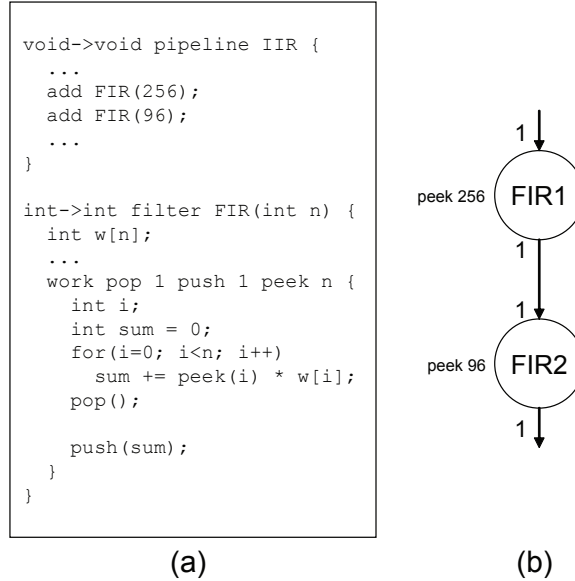 void->void pipeline IIR {
  ...
  add FIR(256);
  add FIR(96);
  ...
}
int->int filter FIR(int n) {
  int w[n];
  ...
  work pop 1 push 1 peek n {
    int i;
    int sum = 0;
    for(i=0; i<n; i++)
      sum += peek(i) * w[i];
    pop();
    push(sum);
  }
}
(a)
1
peek 256
FIR1
1
1
peek 96
FIR2
1
(b)